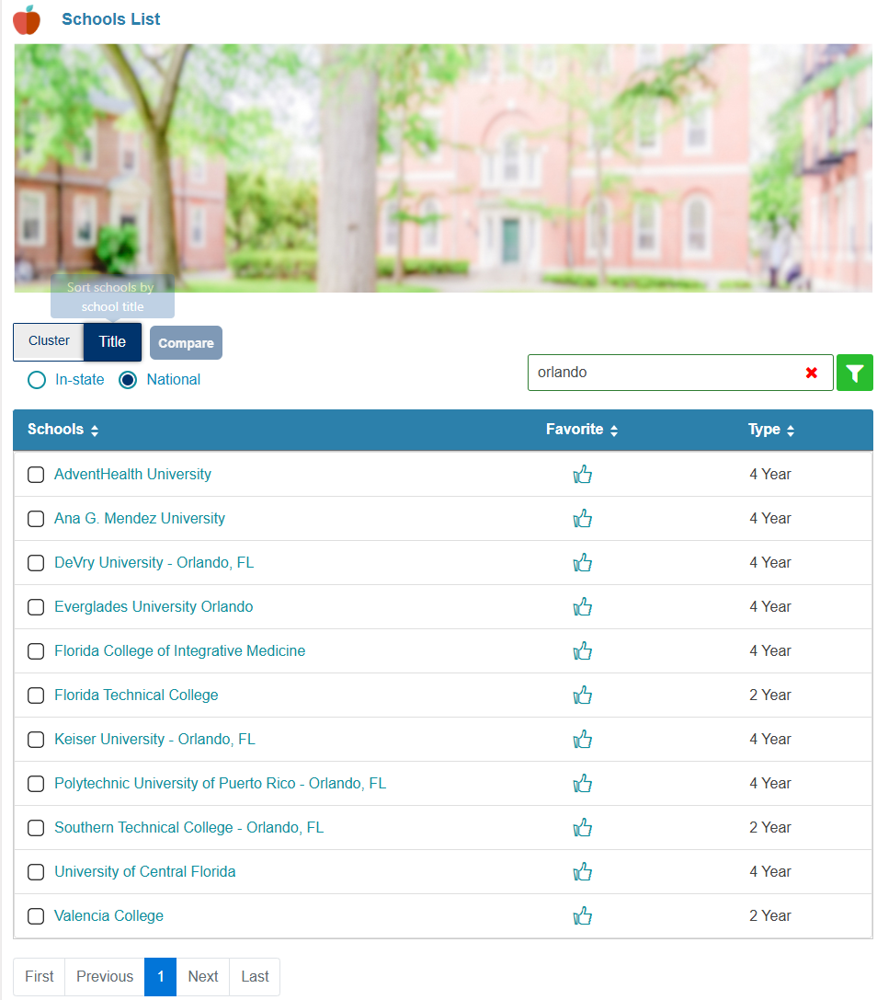 Schools List
Sort schools by
school title
Cluster Title Compare
In-state National
orlando
Schools Favorite Type
AdventHealth University 4 Year
Ana G. Mendez University 4 Year
DeVry University - Orlando, FL 4 Year
Everglades University Orlando 4 Year
Florida College of Integrative Medicine 4 Year
Florida Technical College 2 Year
Keiser University - Orlando, FL 4 Year
Polytechnic University of Puerto Rico - Orlando, FL 4 Year
Southern Technical College - Orlando, FL 2 Year
University of Central Florida 4 Year
Valencia College 2 Year
First Previous 1 Next Last